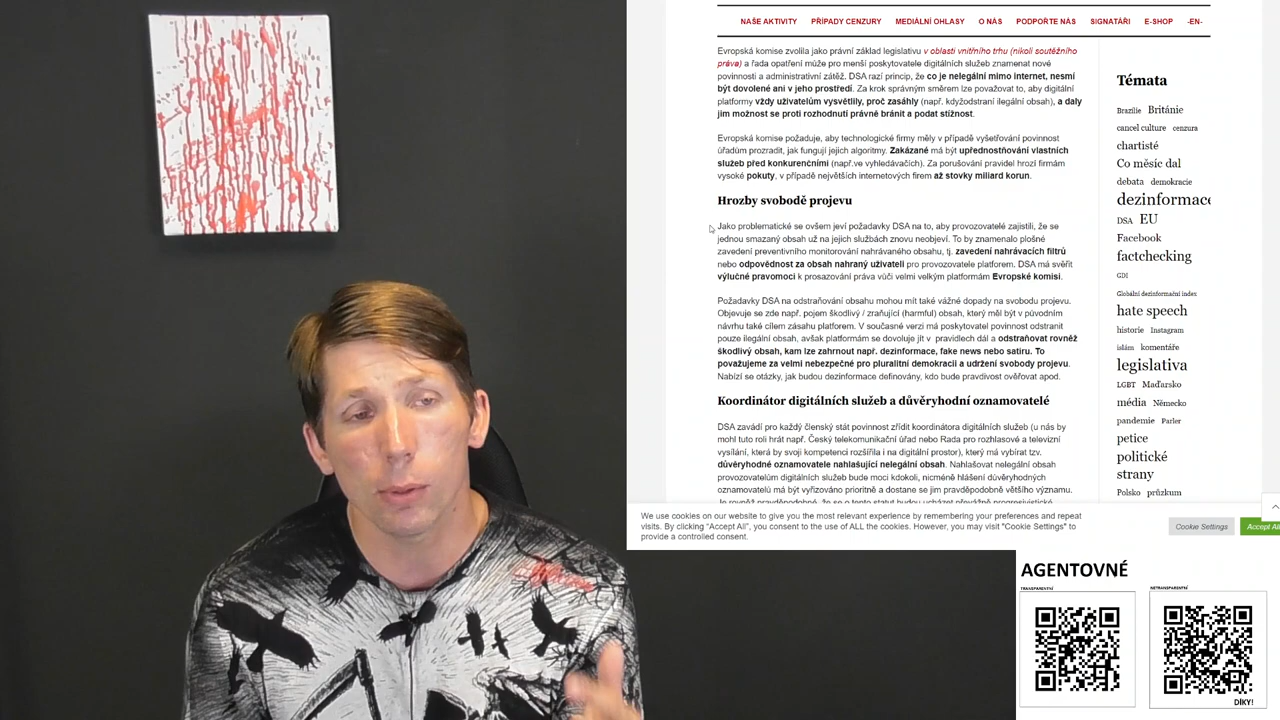 NAŠE AKTIVITY PŘÍPADY CENZURY MEDIÁLNÍ OHLASY O NÁS PODPOŘTE NÁS SIGNATÁŘI E-SHOP -EN-
Evropská komise zvolila jako právní základ legislativu v oblasti vnitřního trhu (nikoli soutěžního
práva) a řada opatření může pro menší poskytovatele digitálních služeb znamenat nové
povinnosti a administrativní zátěž. DSA razí princip, že co je nelegální mimo internet, nesmí
být dovolené ani v jeho prostředí. Za krok správným směrem lze považovat to, aby digitální
platformy vždy uživatelům vysvětlily, proč zasáhly (např. kdyžodstraní ilegální obsah), a daly
jim možnost se proti rozhodnutí právně bránit a podat stížnost.
Evropská komise požaduje, aby technologické firmy měly v případě vyšetřování povinnost
úřadům prozradit, jak fungují jejich algoritmy. Zakázané má být upřednostňování vlastních
služeb před konkurenčními (např.ve vyhledávačích). Za porušování pravidel hrozí firmám
vysoké pokuty, v případě největších internetových firem až stovky miliard korun.
Hrozby svobodě projevu
Jako problematické se ovšem jeví požadavky DSA na to, aby provozovatelé zajistili, že se
jednou smazaný obsah už na jejich službách znovu neobjeví. To by znamenalo plošné
zavedení preventivního monitorování nahrávaného obsahu, tj. zavedení nahrávacích filtrů
nebo odpovědnost za obsah nahraný uživateli pro provozovatele platforem. DSA má svěřit
výlučné pravomoci k prosazování práva vůči velmi velkým platformám Evropské komisi.
Požadavky DSA na odstraňování obsahu mohou mít také vážné dopady na svobodu projevu.
Objevuje se zde např. pojem škodlivý / zraňující (harmful) obsah, který měl být v původním
návrhu také cílem zásahu platforem. V současné verzi má poskytovatel povinnost odstranit
pouze ilegální obsah, avšak platformám se dovoluje jít v pravidlech dál a odstraňovat rovněž
škodlivý obsah, kam lze zahrnout např. dezinformace, fake news nebo satiru. To
považujeme za velmi nebezpečné pro pluralitní demokracii a udržení svobody projevu.
Nabízí se otázky, jak budou dezinformace definovány, kdo bude pravdivost ověřovat apod.
Koordinátor digitálních služeb a důvěryhodní oznamovatelé
DSA zavádí pro každý členský stát povinnost zřídit koordinátora digitálních služeb (u nás by
mohl tuto roli hrát např. Český telekomunikační úřad nebo Rada pro rozhlasové a televizní
vysílání, která by svoji kompetenci rozšířila i na digitální prostor), který má vybírat tzv.
důvěryhodné oznamovatele nahlašující nelegální obsah. Nahlašovat nelegální obsah
provozovatelům digitálních služeb bude moci kdokoli, nicméně hlášení důvěryhodných
oznamovatelů má být vyřizováno prioritně a dostane se jim pravděpodobně většího významu.
Je rovněž pravděpodobné, že se o tento statut budou ucházet převážně progresivistické
Témata
Brazílie Británie
cancel culture cenzura
chartisté
Co měsíc dal
debata demokracie
dezinformace
DSA EU
Facebook
factchecking
GDI
Globální dezinformační index
hate speech
historie Instagram
islám komentáře
legislativa
LGBT Maďarsko
média Německo
pandemie Parler
petice
politické
strany
Polsko průzkum
We use cookies on our website to give you the most relevant experience by remembering your preferences and repeat
visits. By clicking "Accept All", you consent to the use of ALL the cookies. However, you may visit "Cookie Settings" to
provide a controlled consent.
Cookie Settings Accept All
AGENTOVNÉ
TRANSPARENTNÍ NETRANSPARENTNÍ
DÍKY!